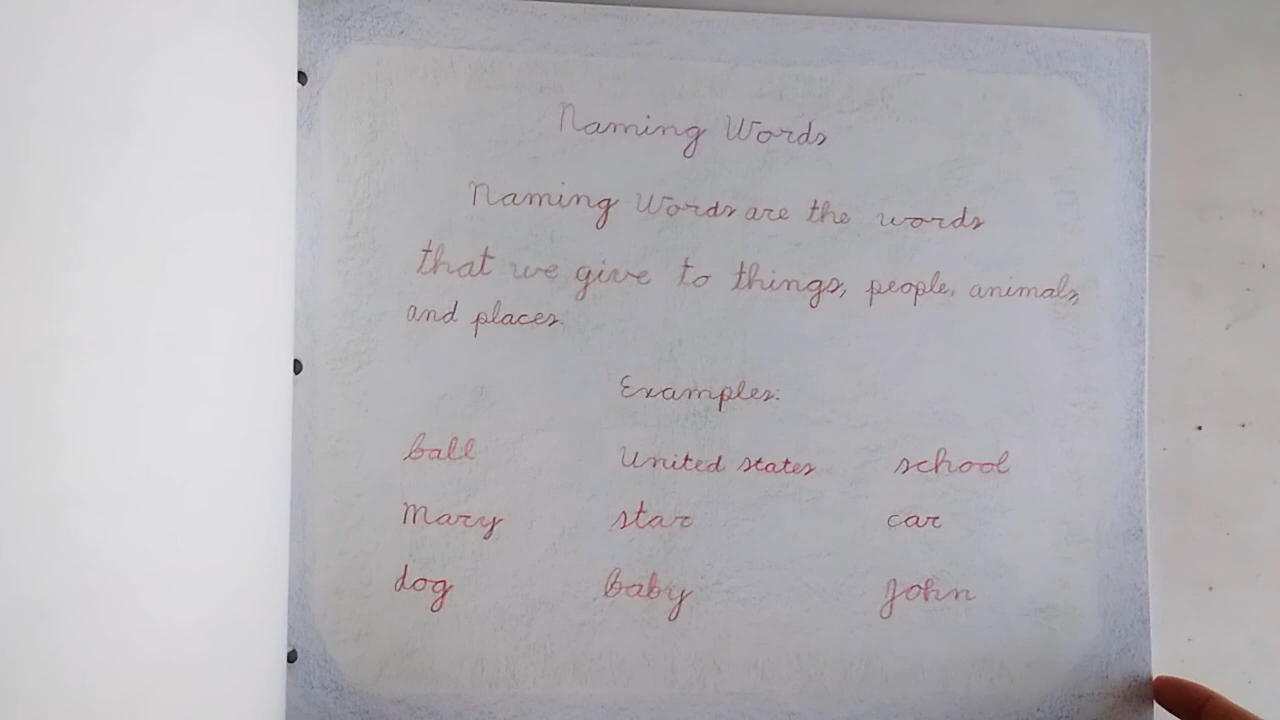 Naming Words
Naming Words are the words
that we give to things, people, animals,
and places.
Examples:
ball United states school
Mary star car
dog baby John